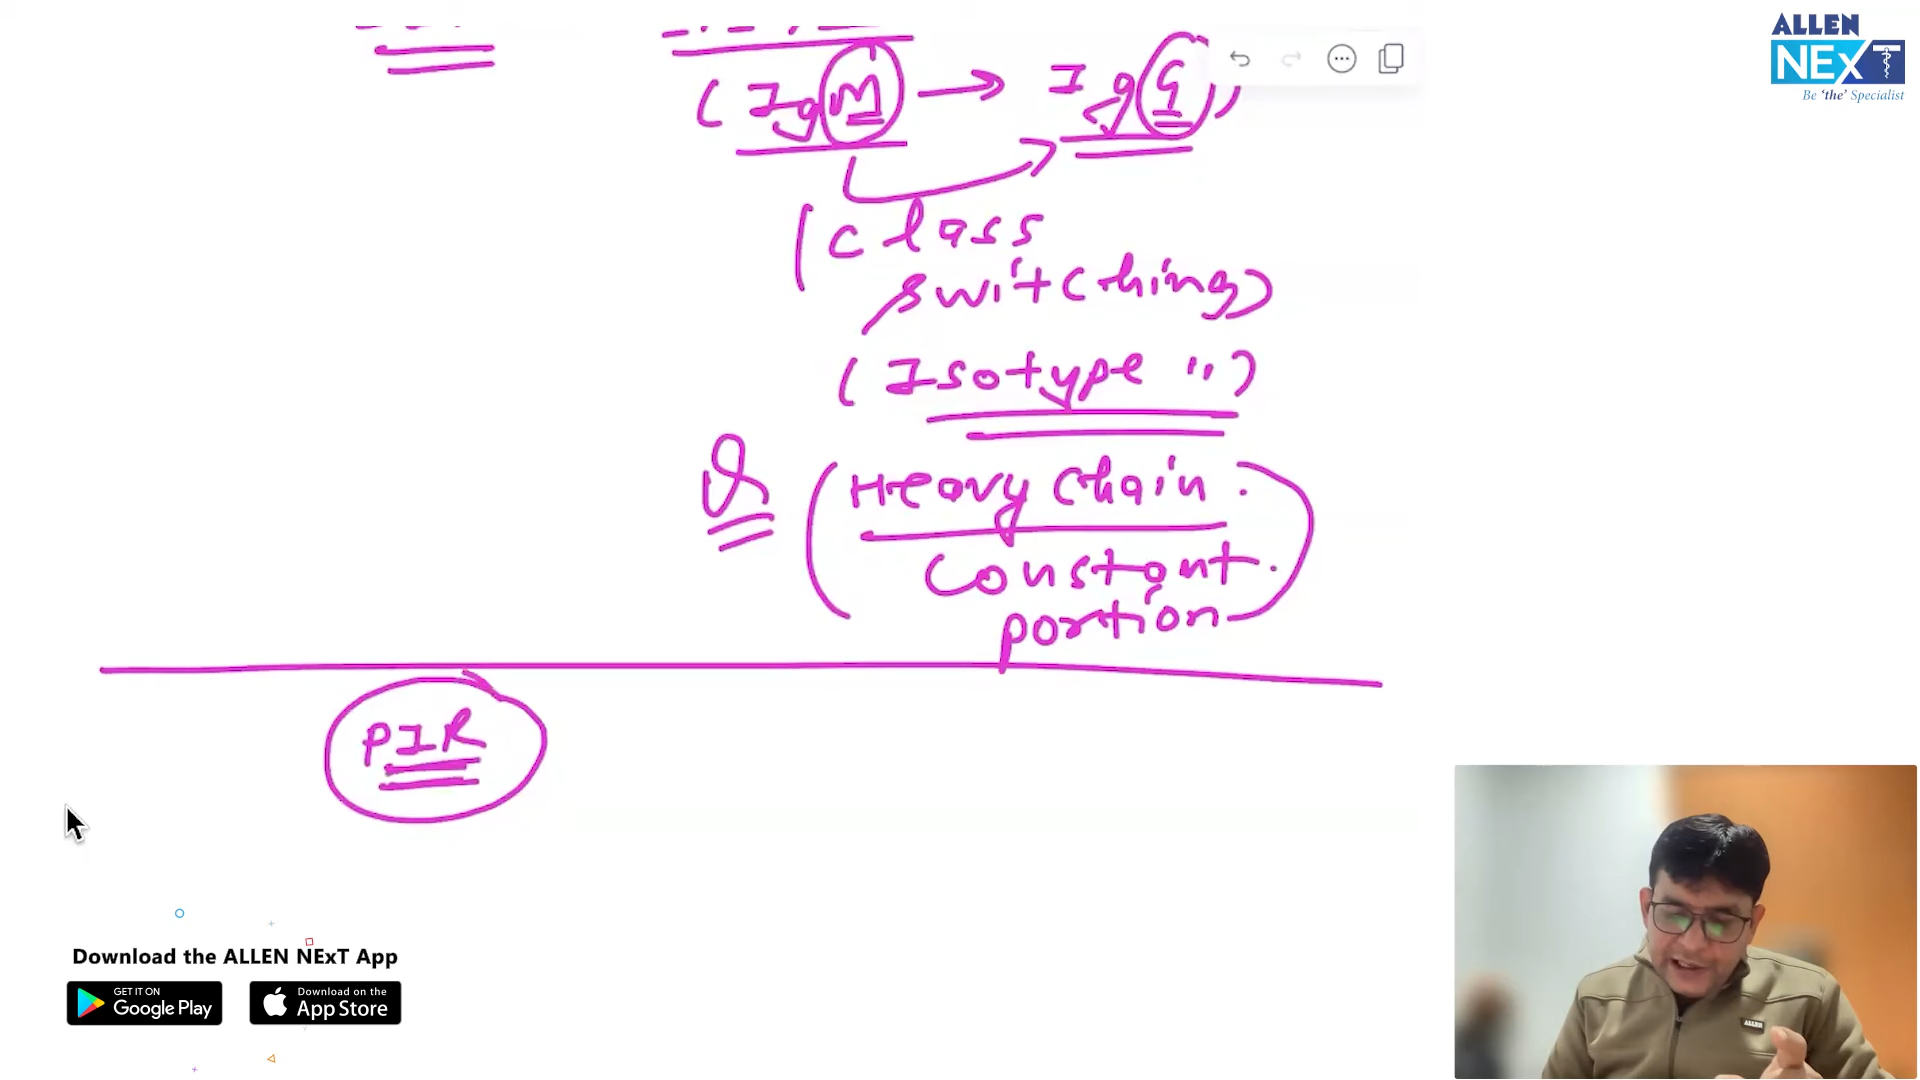 ALLEN
NExT
Be 'the' Specialist
(IgM → IgG)
(class
switching)
(Isotype ")
Q (Heavy chain.
constant.
portion)
PIR
Download the ALLEN NExT App
GET IT ON
Google Play
Download on the
App Store
ALLEN